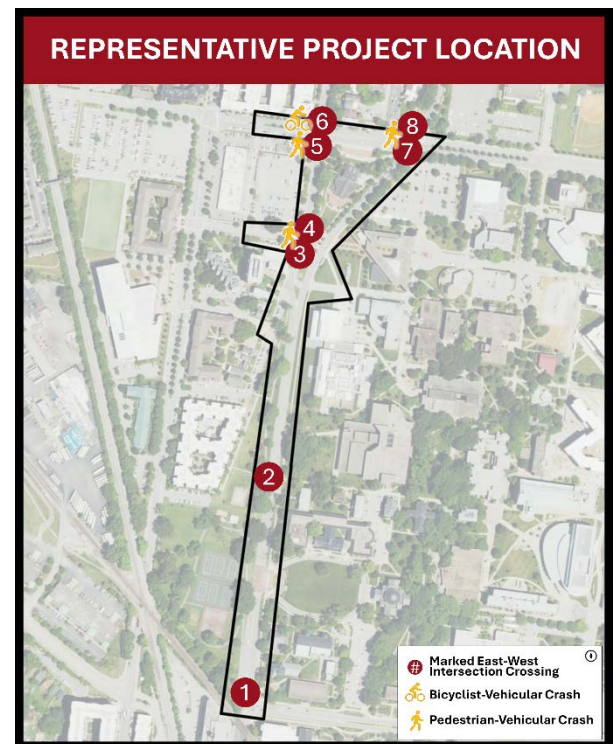 REPRESENTATIVE PROJECT LOCATION
6
8
5
7
4
3
2
1
# Marked East-West
Intersection Crossing
Bicyclist-Vehicular Crash
Pedestrian-Vehicular Crash